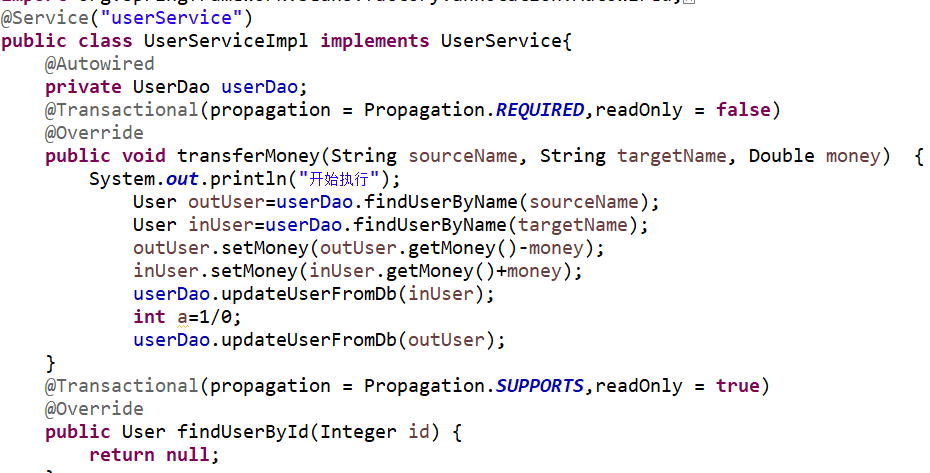 @Service("userService")
public class UserServiceImpl implements UserService{
@Autowired
private UserDao userDao;
@Transactional(propagation = Propagation.REQUIRED,readOnly = false)
@Override
public void transferMoney(String sourceName, String targetName, Double money)  {
System.out.println("开始执行");
User outUser=userDao.findUserByName(sourceName);
User inUser=userDao.findUserByName(targetName);
outUser.setMoney(outUser.getMoney()-money);
inUser.setMoney(inUser.getMoney()+money);
userDao.updateUserFromDb(inUser);
int a=1/0;
userDao.updateUserFromDb(outUser);
}
@Transactional(propagation = Propagation.SUPPORTS,readOnly = true)
@Override
public User findUserById(Integer id) {
return null;